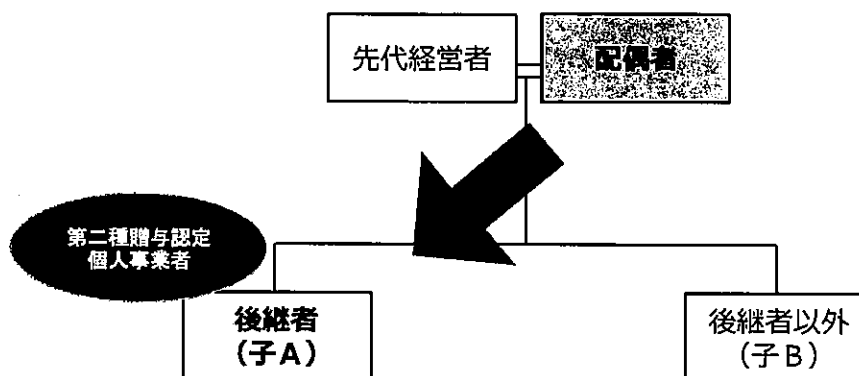 先代経営者
配偶者
第二種贈与認定
個人事業者
後継者
(子A)
後継者以外
(子B)